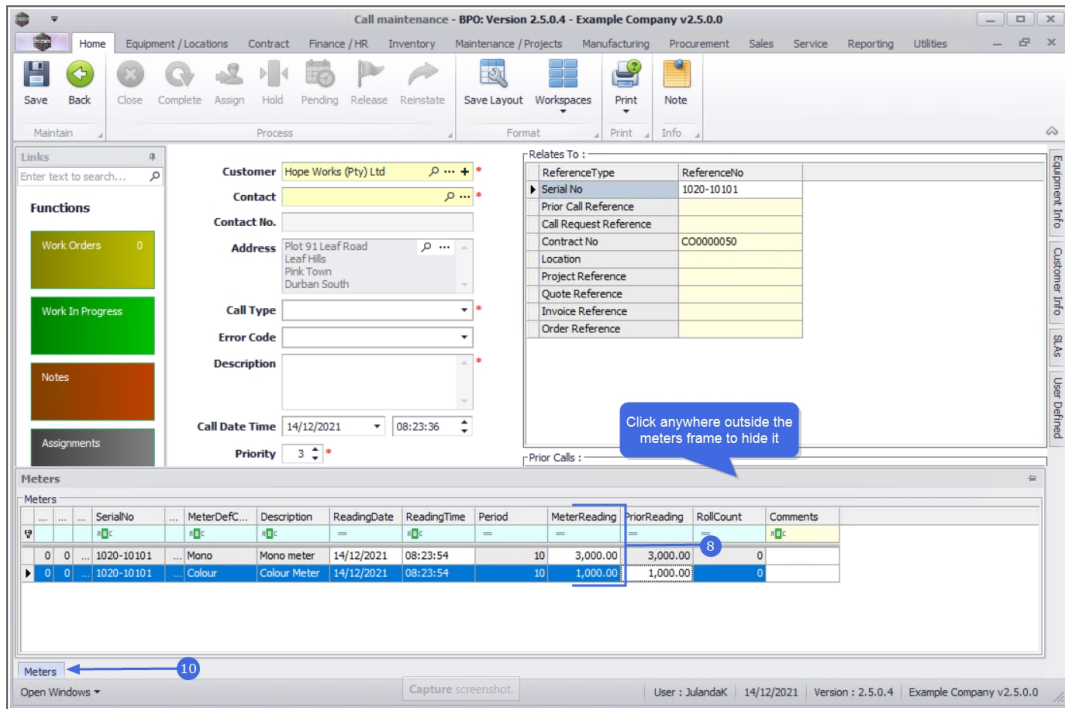 Call maintenance - BPO: Version 2.5.0.4 - Example Company v2.5.0.0
Home Equipment / Locations Contract Finance / HR Inventory Maintenance / Projects Manufacturing Procurement Sales Service Reporting Utilities
Save Back Close Complete Assign Hold Pending Release Reinstate Save Layout Workspaces Print Note
Maintain Process Format Print Info
Links
Enter text to search...
Functions
Work Orders 0
Work In Progress
Notes
Assignments
Customer Hope Works (Pty) Ltd *
Contact *
Contact No.
Address Plot 91 Leaf Road
Leaf Hills
Pink Town
Durban South
Call Type *
Error Code
Description *
Call Date Time 14/12/2021 08:23:36
Priority 3 *
Relates To :
ReferenceType ReferenceNo
Serial No 1020-10101
Prior Call Reference
Call Request Reference
Contract No CO0000050
Location
Project Reference
Quote Reference
Invoice Reference
Order Reference
Prior Calls :
Equipment Info
Customer Info
SLAs
User Defined
Click anywhere outside the
meters frame to hide it
Meters
Meters
... ... ... SerialNo ... MeterDefC... Description ReadingDate ReadingTime Period MeterReading PriorReading RollCount Comments
0 0 ... 1020-10101 ... Mono Mono meter 14/12/2021 08:23:54 10 3,000.00 3,000.00 0
0 0 ... 1020-10101 ... Colour Colour Meter 14/12/2021 08:23:54 10 1,000.00 1,000.00 0
8
Meters
10
Open Windows
Capture screenshot.
User : JulandaK 14/12/2021 Version : 2.5.0.4 Example Company v2.5.0.0